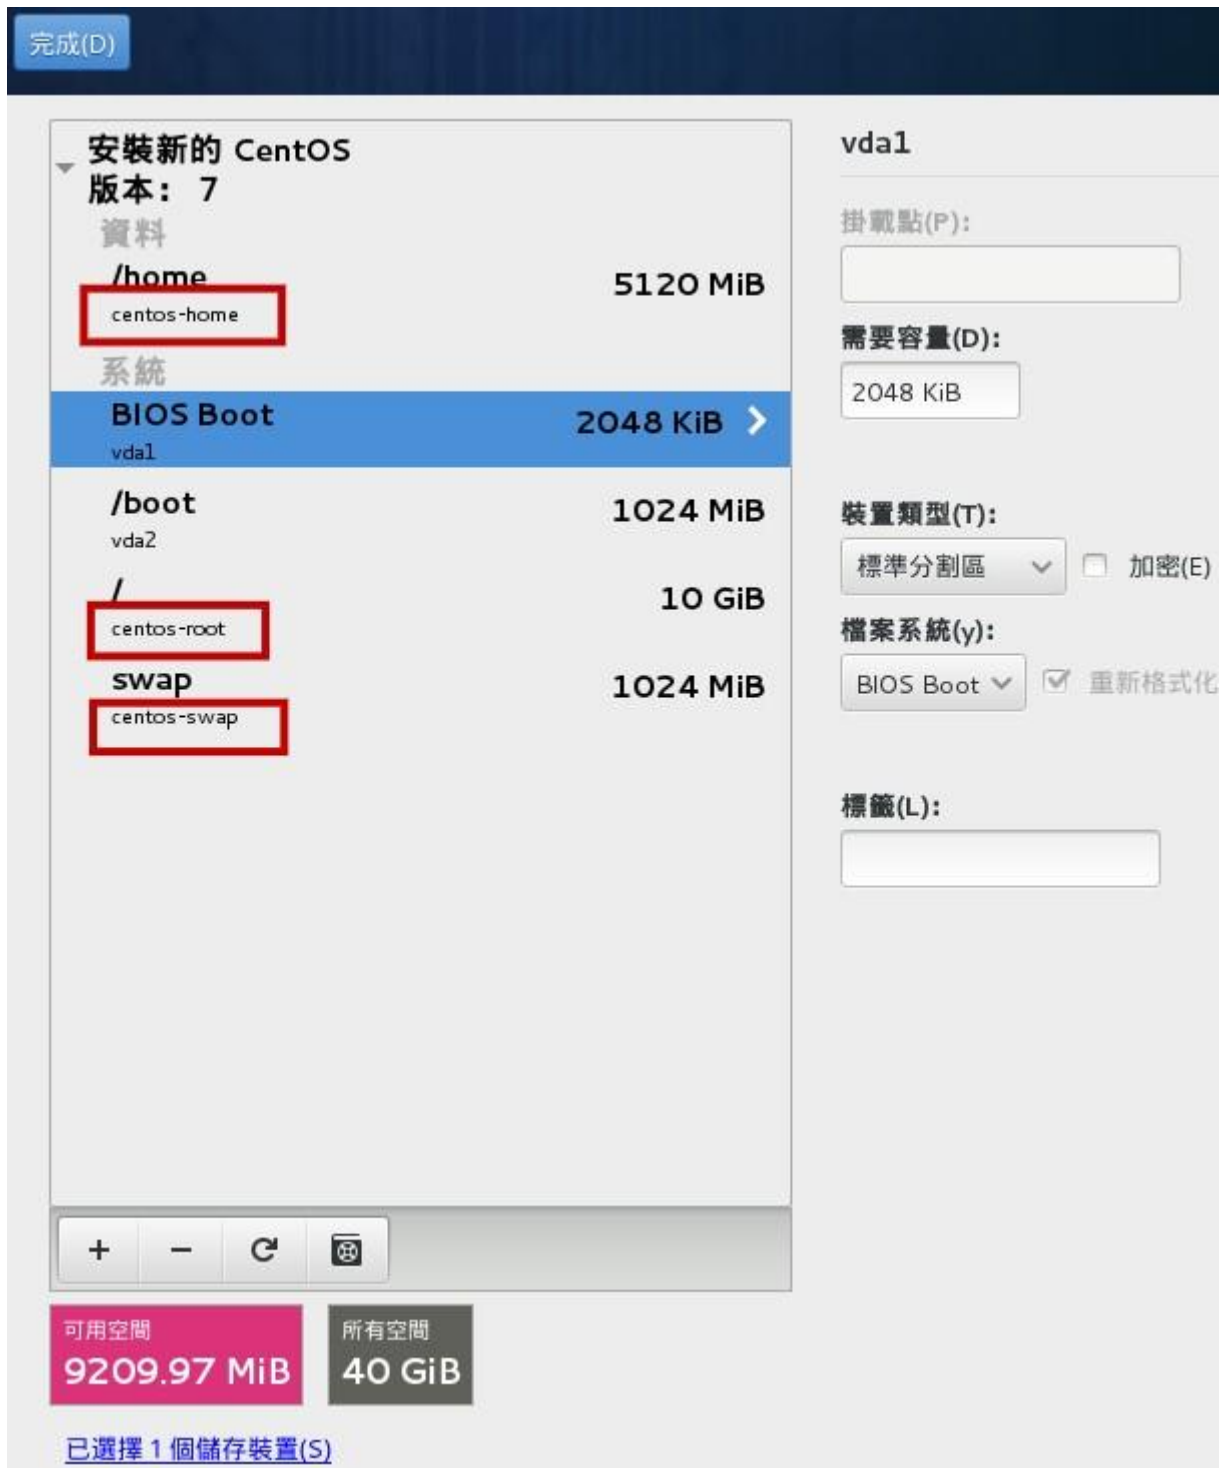 完成(D)
安裝新的 CentOS
版本： 7
資料
/home
5120 MiB
centos-home
系統
BIOS Boot
2048 KiB
vda1
/boot
1024 MiB
vda2
/
10 GiB
centos-root
swap
1024 MiB
centos-swap
可用空間
9209.97 MiB
所有空間
40 GiB
已選擇 1 個儲存裝置(S)
vda1
掛載點(P):
需要容量(D):
2048 KiB
裝置類型(T):
標準分割區
加密(E)
檔案系統(y):
BIOS Boot
重新格式化
標籤(L):